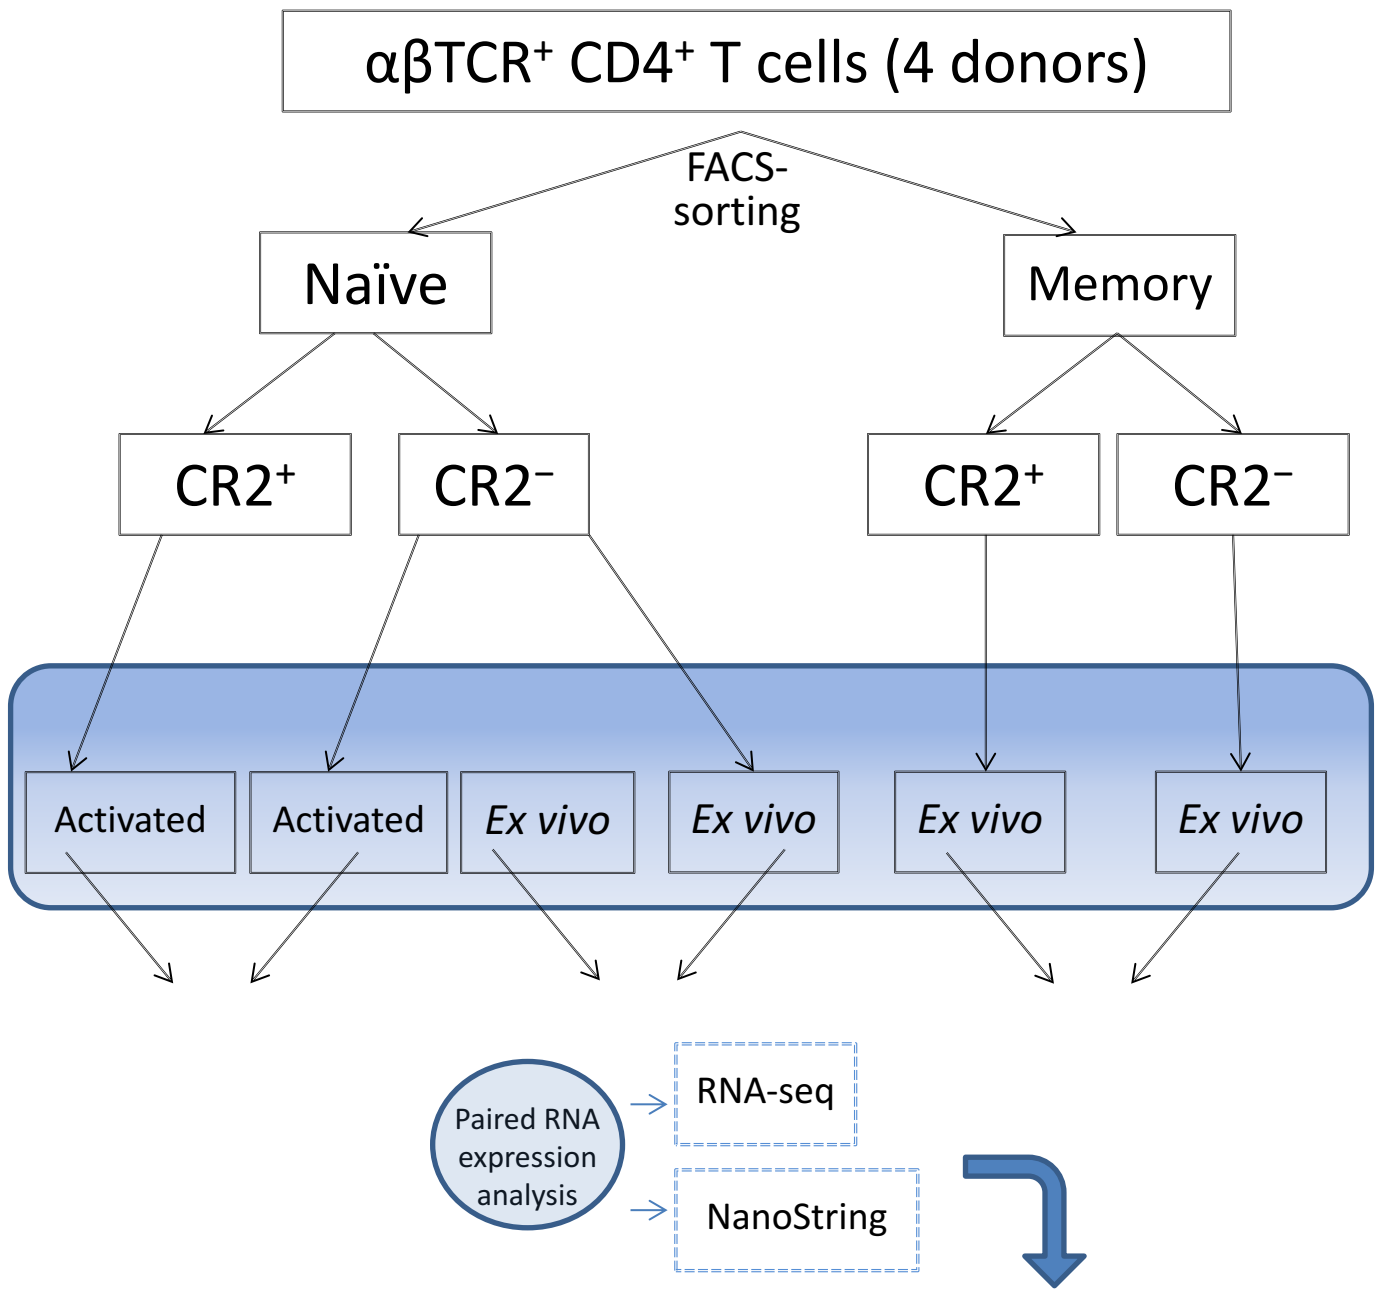 αβTCR⁺ CD4⁺ T cells (4 donors)
FACS-
sorting
Naïve
Memory
CR2⁺
CR2⁻
CR2⁺
CR2⁻
Activated
Activated
Ex vivo
Ex vivo
Ex vivo
Ex vivo
Paired RNA
expression
analysis
RNA-seq
NanoString